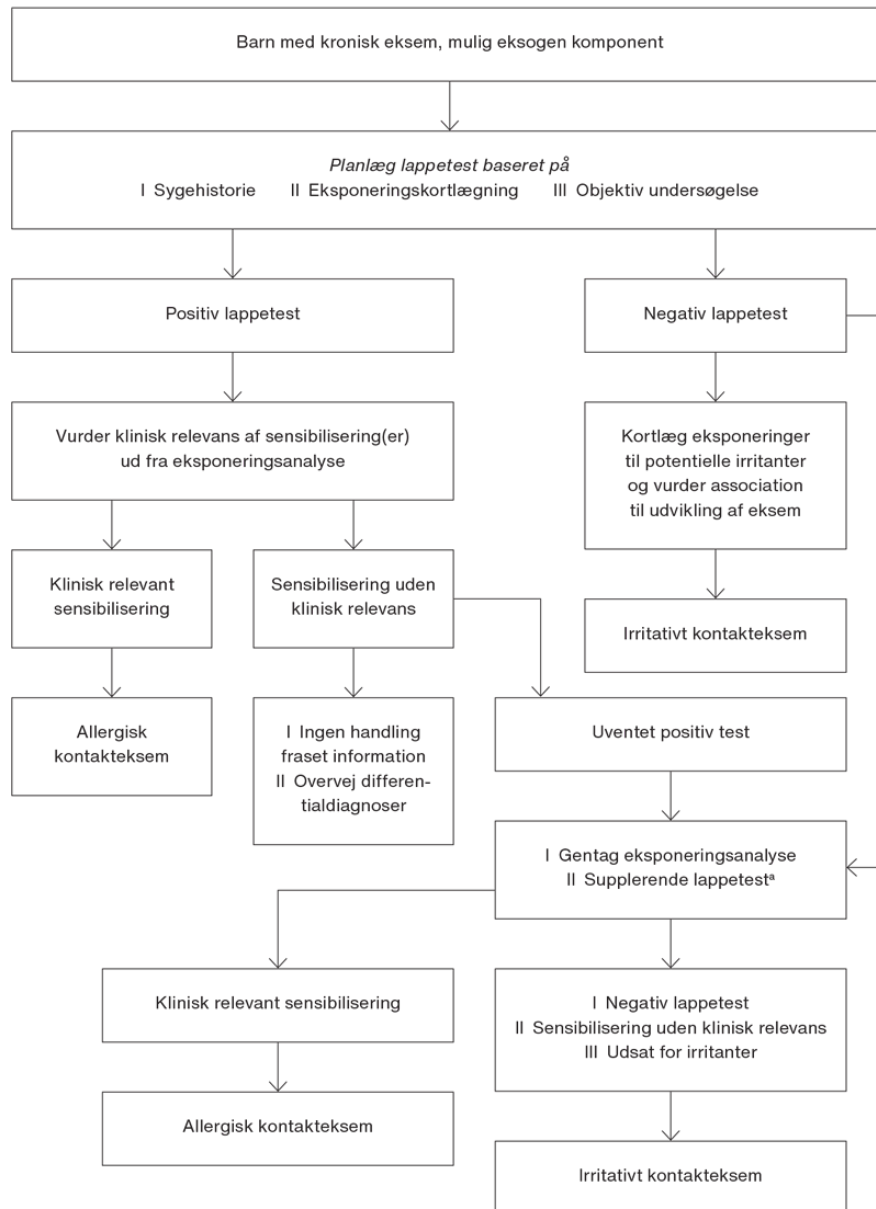 Barn med kronisk eksem, mulig eksogen komponent
Planlæg lappetest baseret på
I Sygehistorie II Eksponeringskortlægning III Objektiv undersøgelse
Positiv lappetest
Negativ lappetest
Vurder klinisk relevans af sensibilisering(er)
ud fra eksponeringsanalyse
Kortlæg eksponeringer
til potentielle irritanter
og vurder association
til udvikling af eksem
Klinisk relevant
sensibilisering
Sensibilisering uden
klinisk relevans
Irritativt kontakteksem
Allergisk
kontakteksem
I Ingen handling
fraset information
II Overvej differen-
tialdiagnoser
Uventet positiv test
I Gentag eksponeringsanalyse
II Supplerende lappetestᵃ
Klinisk relevant sensibilisering
I Negativ lappetest
II Sensibilisering uden klinisk relevans
III Udsat for irritanter
Allergisk kontakteksem
Irritativt kontakteksem